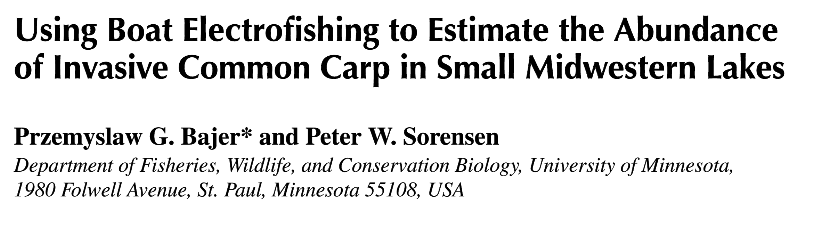 Using Boat Electrofishing to Estimate the Abundance
of Invasive Common Carp in Small Midwestern Lakes
Przemyslaw G. Bajer* and Peter W. Sorensen
Department of Fisheries, Wildlife, and Conservation Biology, University of Minnesota,
1980 Folwell Avenue, St. Paul, Minnesota 55108, USA